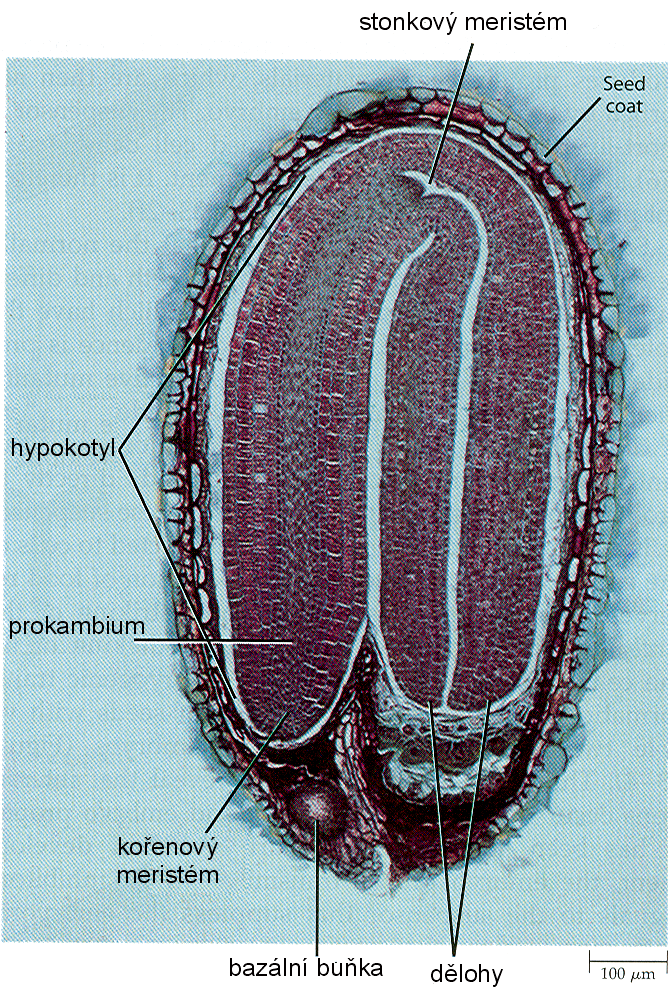 stonkový meristém
Seed
coat
hypokotyl
prokambium
kořenový
meristém
bazální buňka
dělohy
100 μm